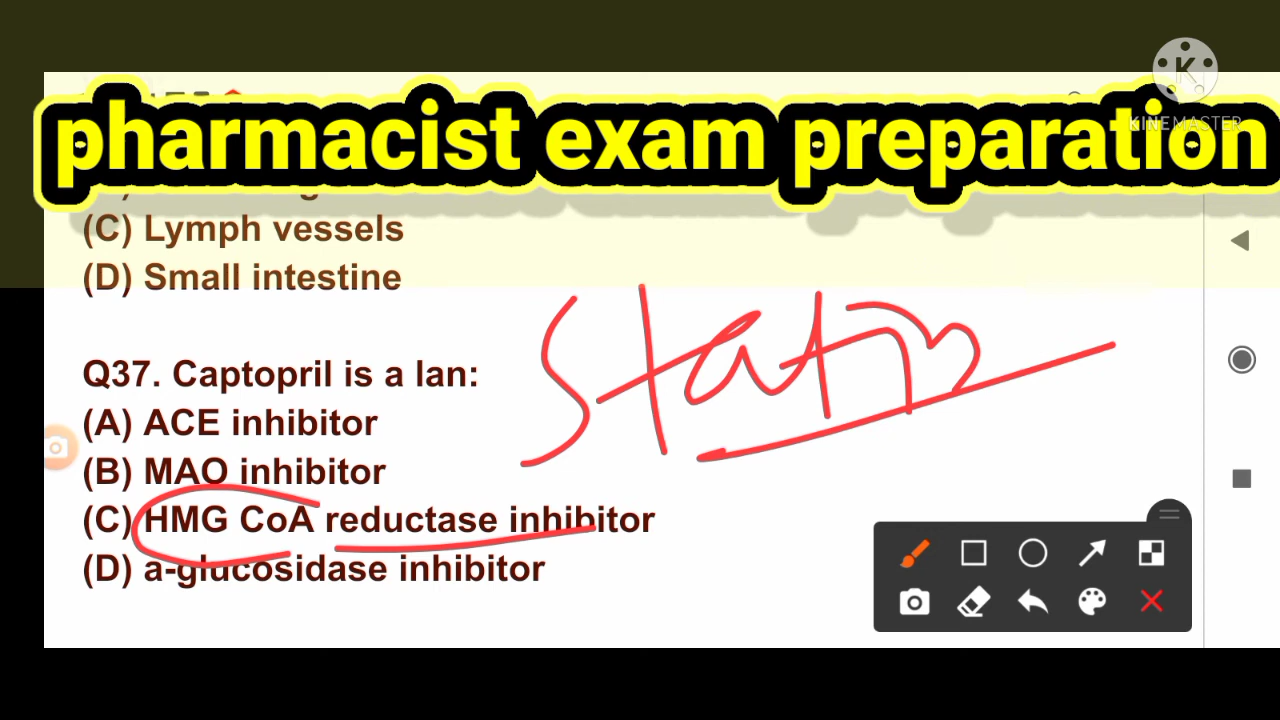 pharmacist exam preparation
KINEMASTER
(C) Lymph vessels
(D) Small intestine
Statin
Q37. Captopril is a lan:
(A) ACE inhibitor
(B) MAO inhibitor
(C) HMG CoA reductase inhibitor
(D) a-glucosidase inhibitor